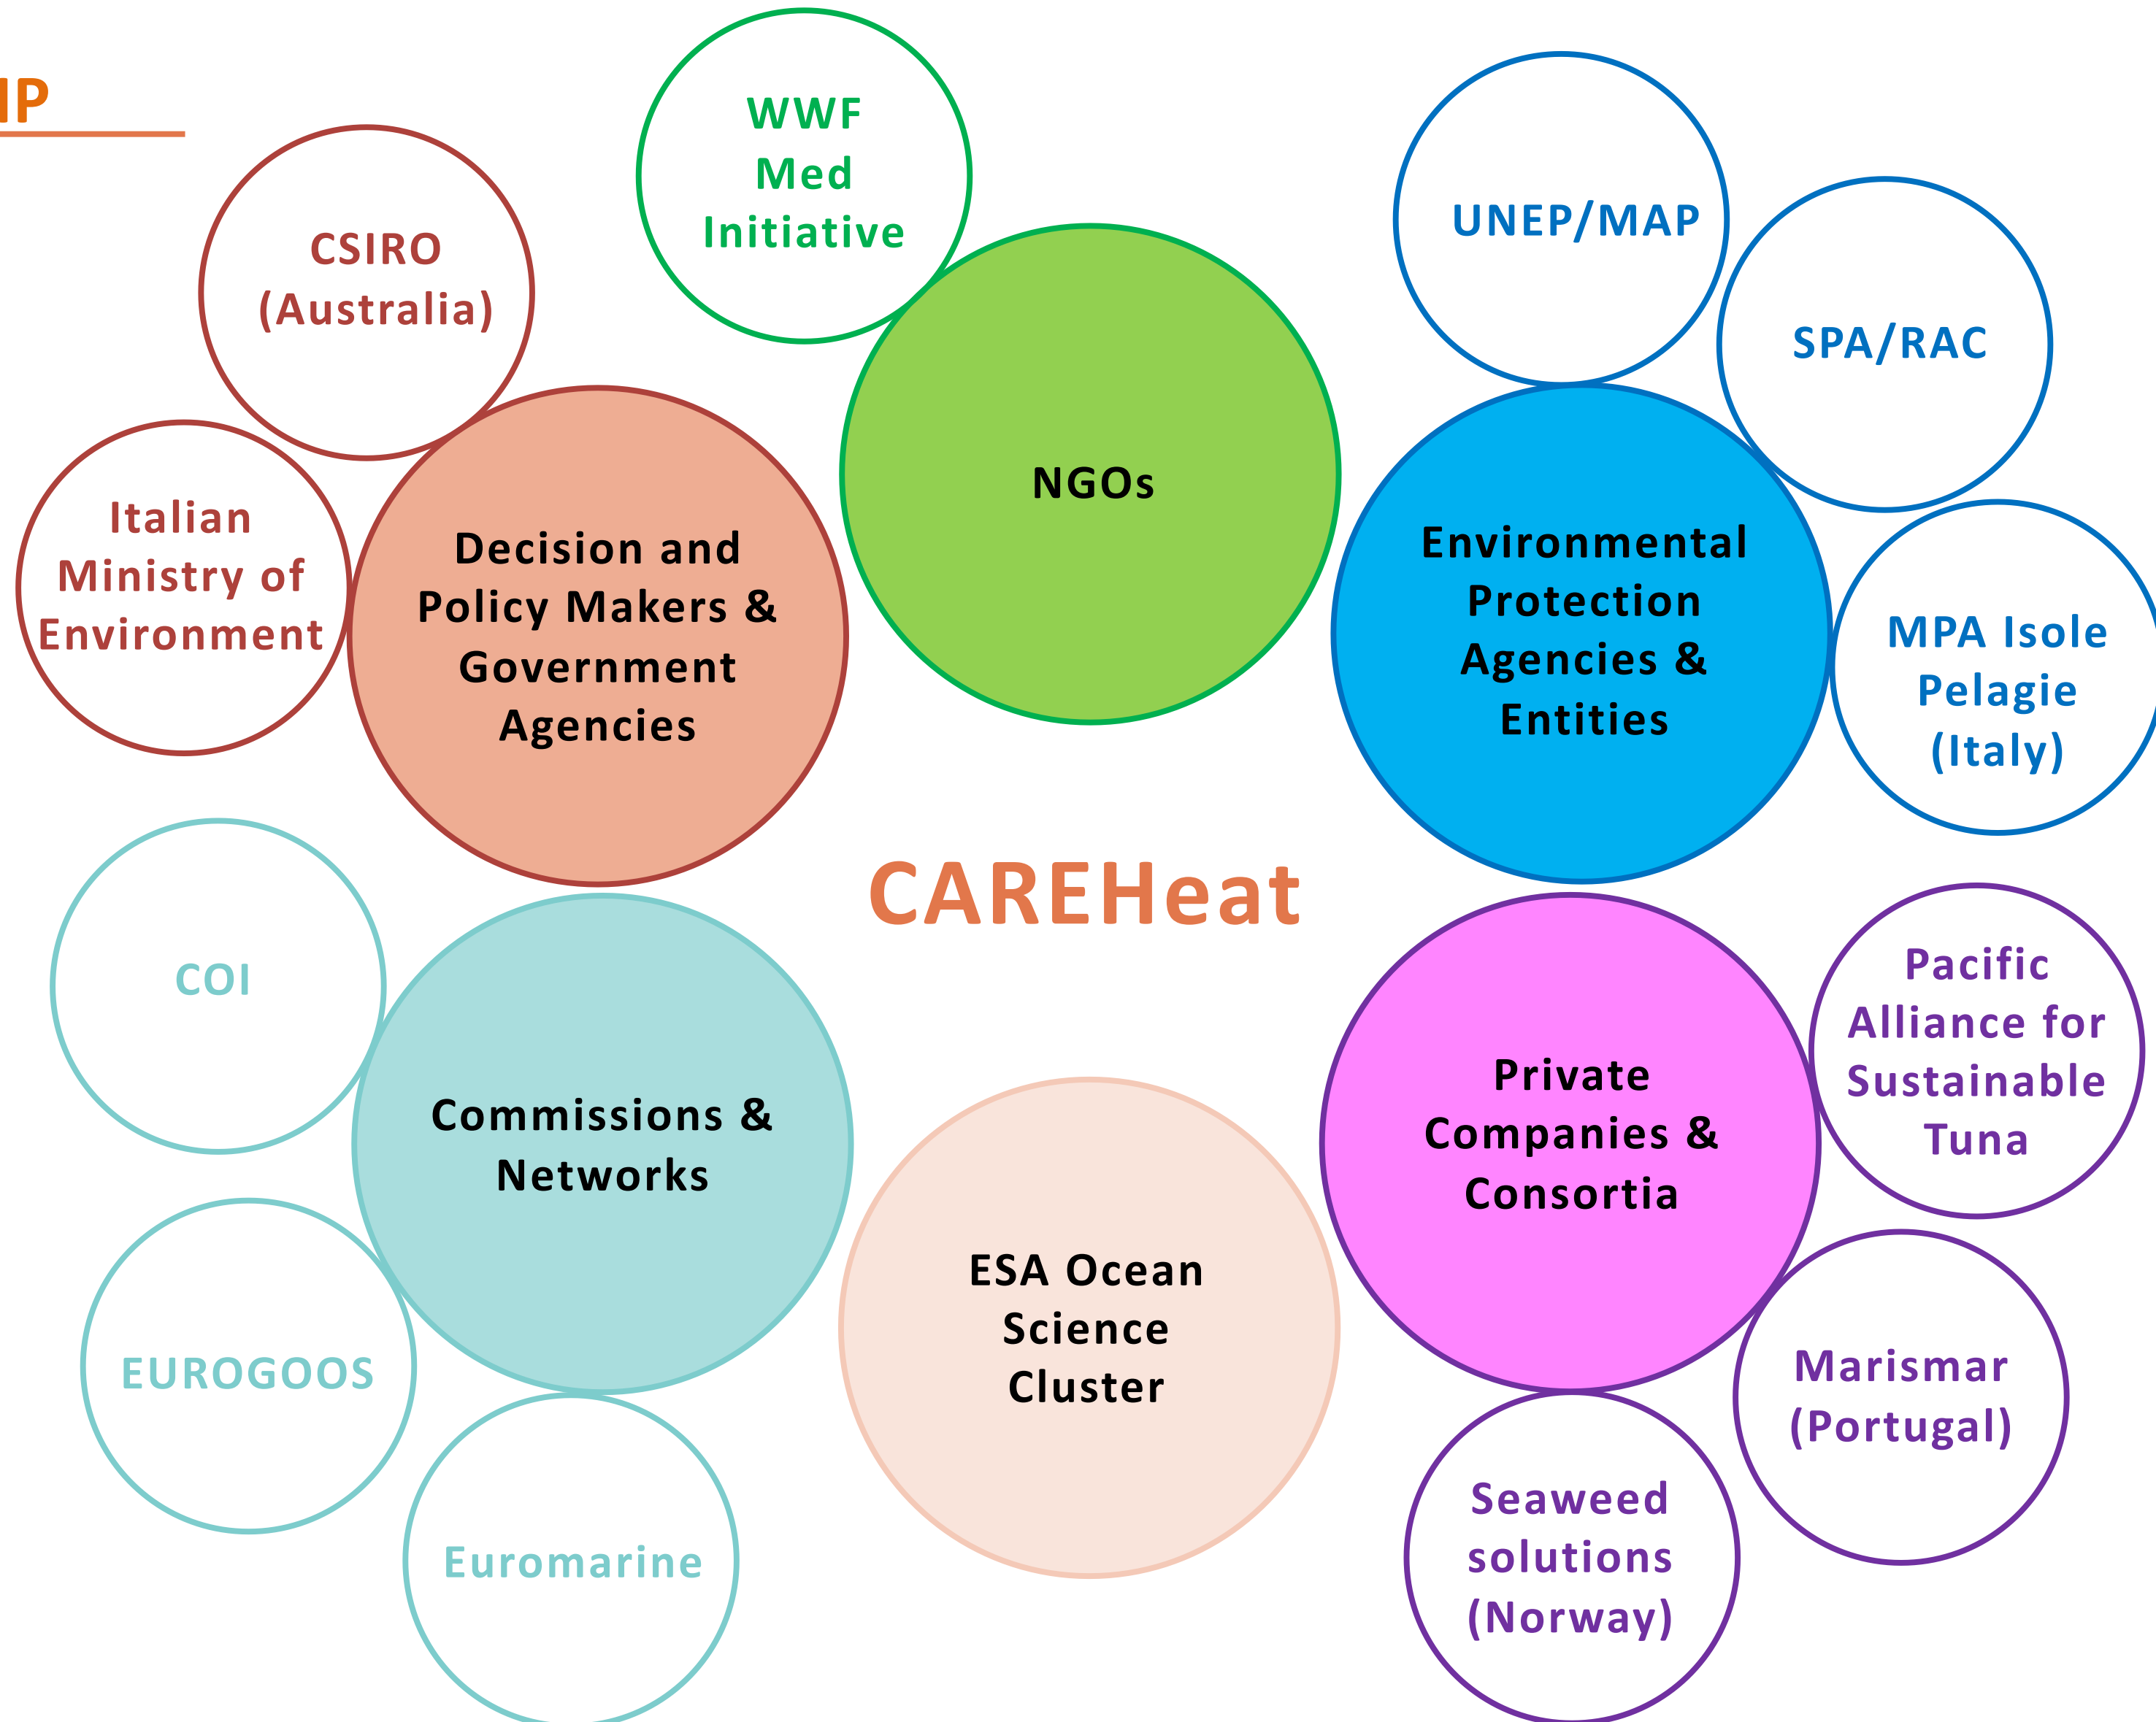 IP
WWF
Med
Initiative
UNEP/MAP
CSIRO
(Australia)
SPA/RAC
NGOs
Italian
Ministry of
Environment
Decision and
Policy Makers &
Government
Agencies
Environmental
Protection
Agencies &
Entities
MPA Isole
Pelagie
(Italy)
CAREHeat
COI
Commissions &
Networks
Private
Companies &
Consortia
Pacific
Alliance for
Sustainable
Tuna
ESA Ocean
Science
Cluster
EUROGOOS
Marismar
(Portugal)
Euromarine
Seaweed
solutions
(Norway)